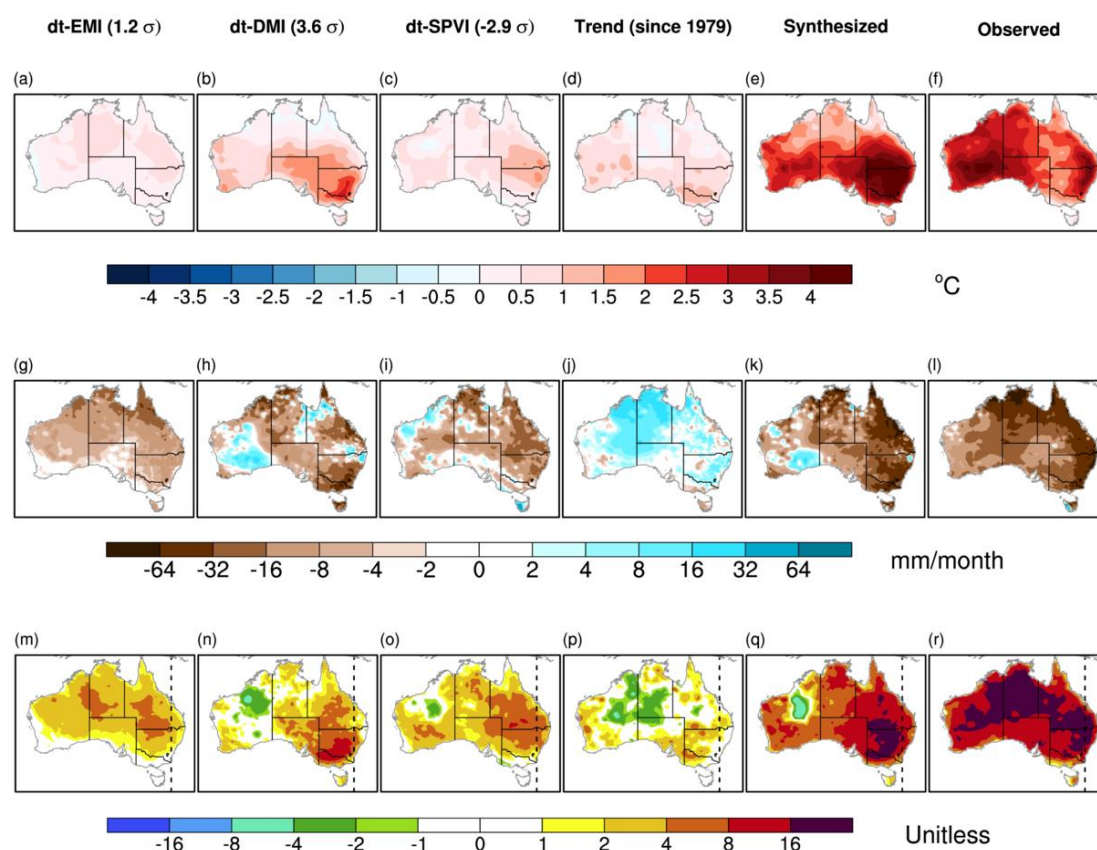 dt-EMI (1.2 σ) dt-DMI (3.6 σ) dt-SPVI (-2.9 σ) Trend (since 1979) Synthesized Observed
(a) (b) (c) (d) (e) (f)
-4 -3.5 -3 -2.5 -2 -1.5 -1 -0.5 0 0.5 1 1.5 2 2.5 3 3.5 4
°C
(g) (h) (i) (j) (k) (l)
-64 -32 -16 -8 -4 -2 0 2 4 8 16 32 64
mm/month
(m) (n) (o) (p) (q) (r)
-16 -8 -4 -2 -1 0 1 2 4 8 16
Unitless